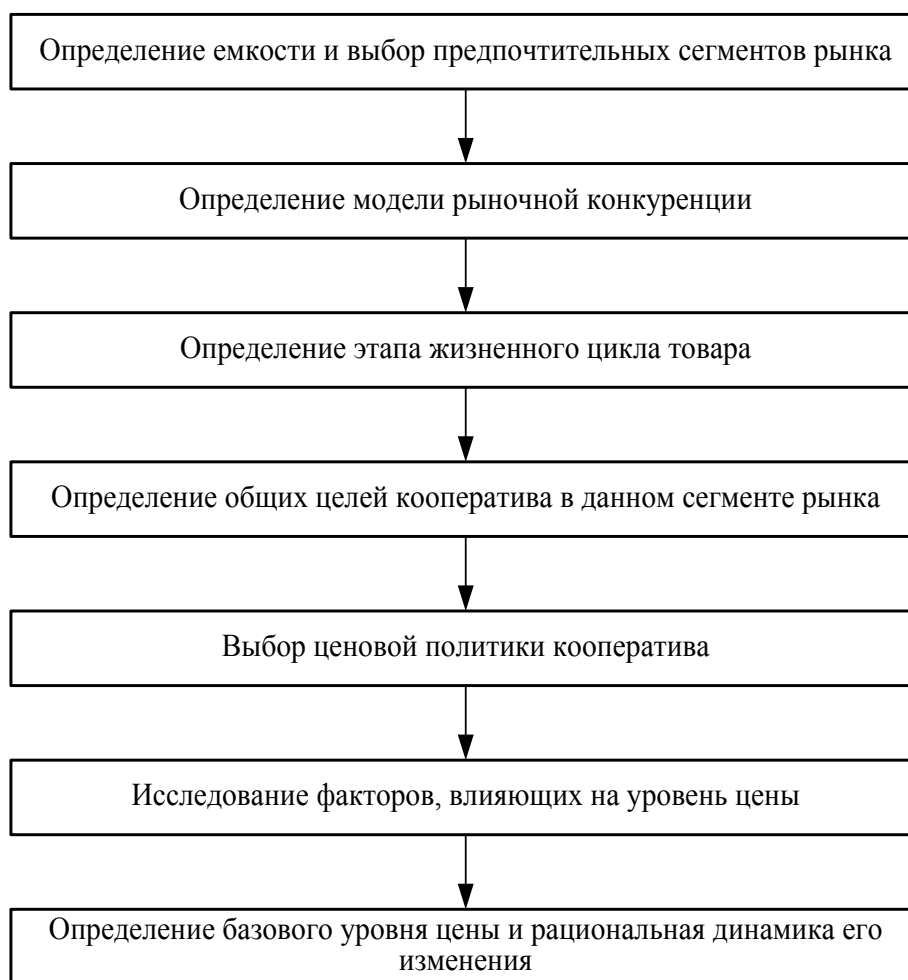 Определение емкости и выбор предпочтительных сегментов рынка
Определение модели рыночной конкуренции
Определение этапа жизненного цикла товара
Определение общих целей кооператива в данном сегменте рынка
Выбор ценовой политики кооператива
Исследование факторов, влияющих на уровень цены
Определение базового уровня цены и рациональная динамика его
изменения